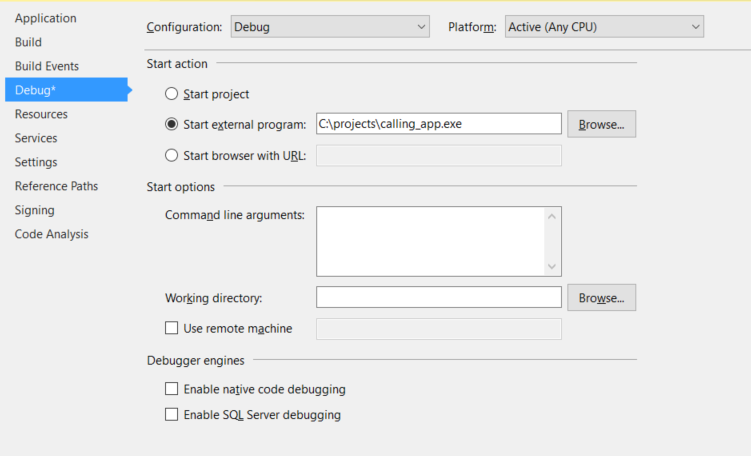 Application
Build
Build Events
Debug*
Resources
Services
Settings
Reference Paths
Signing
Code Analysis
Configuration: Debug Platform: Active (Any CPU)
Start action
Start project
Start external program: C:\projects\calling_app.exe Browse...
Start browser with URL:
Start options
Command line arguments:
Working directory: Browse...
Use remote machine
Debugger engines
Enable native code debugging
Enable SQL Server debugging